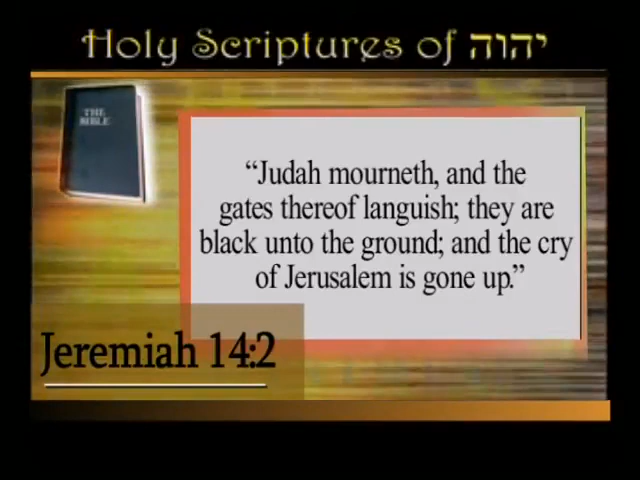 Holy Scriptures of יהוה
THE
BIBLE
“Judah mourneth, and the
gates thereof languish; they are
black unto the ground; and the cry
of Jerusalem is gone up.”
Jeremiah 14:2